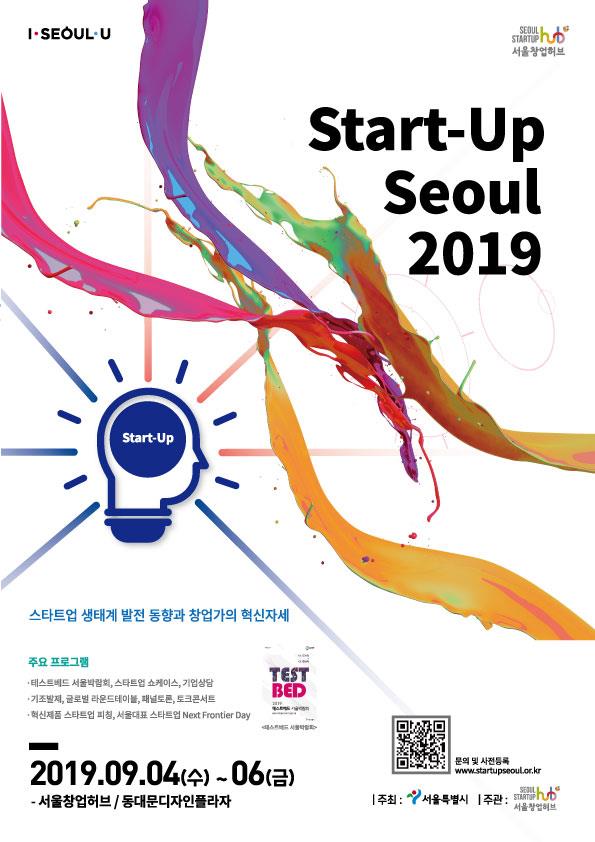 I·SEOUL·U
SEOUL
STARTUP hub
서울창업허브
Start-Up
Seoul
2019
Start-Up
스타트업 생태계 발전 동향과 창업가의 혁신자세
주요 프로그램
·테스트베드 서울박람회, 스타트업 쇼케이스, 기업상담
·기조발제, 글로벌 라운드테이블, 패널토론, 토크콘서트
·혁신제품 스타트업 피칭, 서울대표 스타트업 Next Frontier Day
TEST
BED
2019
<테스트베드 서울박람회>
2019.09.04(수) ~ 06(금)
- 서울창업허브 / 동대문디자인플라자
문의 및 사전등록
www.startupseoul.or.kr
| 주최 : 서울특별시 | 주관 : SEOUL STARTUP hub 서울창업허브